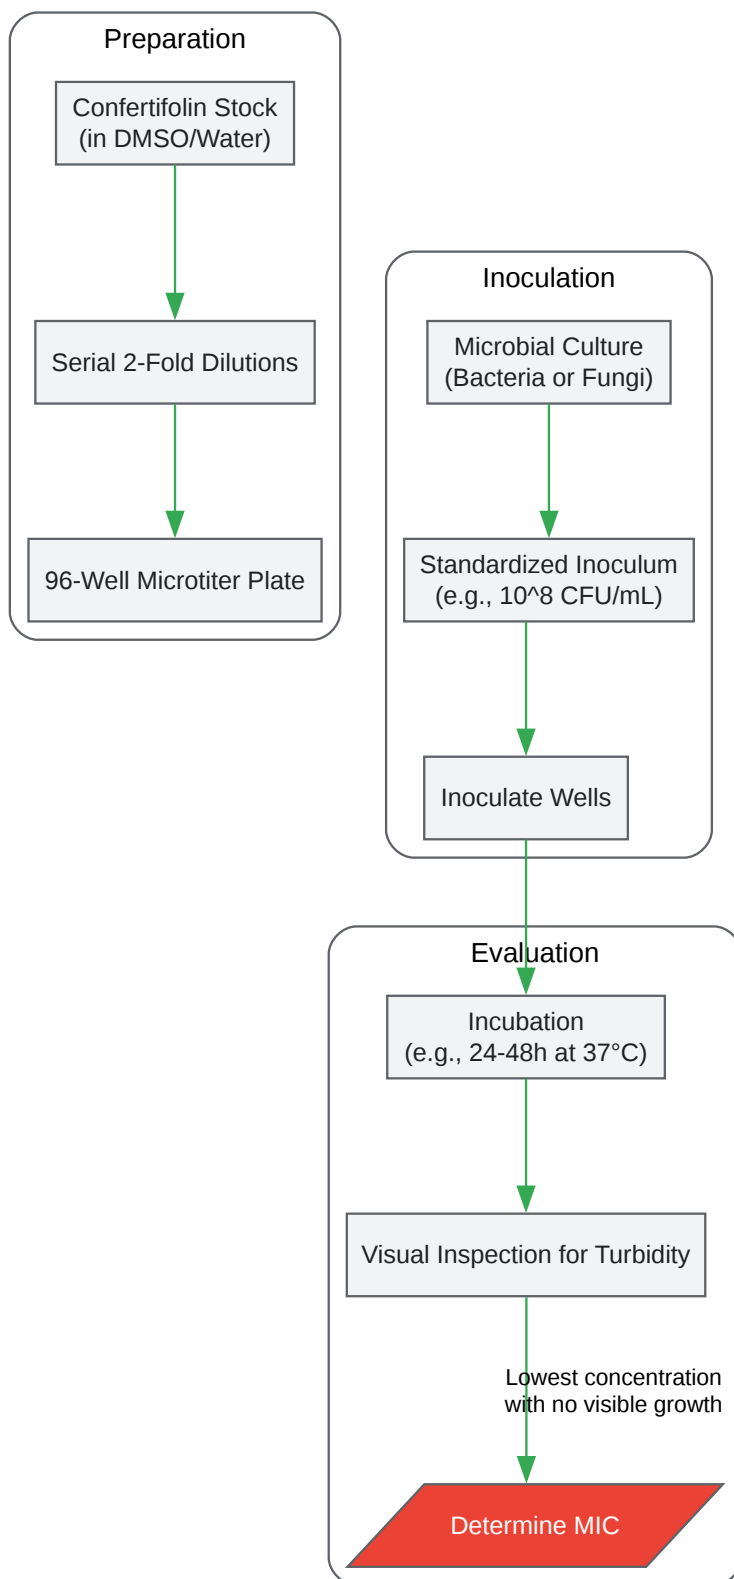 Preparation
Confertifolin Stock
(in DMSO/Water)
Serial 2-Fold Dilutions
96-Well Microtiter Plate
Inoculation
Microbial Culture
(Bacteria or Fungi)
Standardized Inoculum
(e.g., 10^8 CFU/mL)
Inoculate Wells
Evaluation
Incubation
(e.g., 24-48h at 37°C)
Visual Inspection for Turbidity
Lowest concentration
with no visible growth
Determine MIC